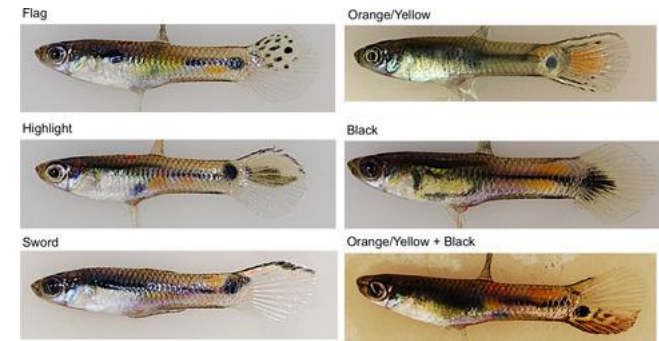 Flag
Orange/Yellow
Highlight
Black
Sword
Orange/Yellow + Black